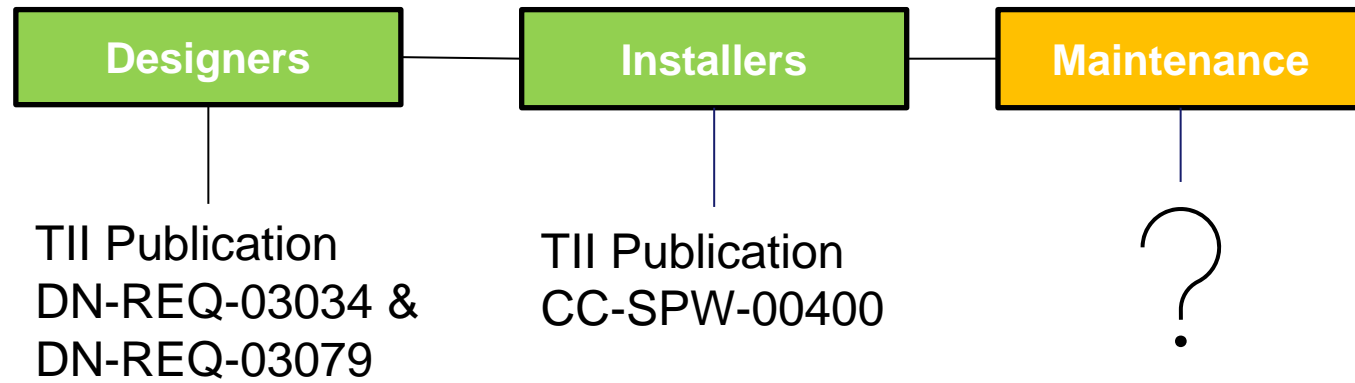 Designers
Installers
Maintenance
TII Publication
DN-REQ-03034 &
DN-REQ-03079
TII Publication
CC-SPW-00400
?